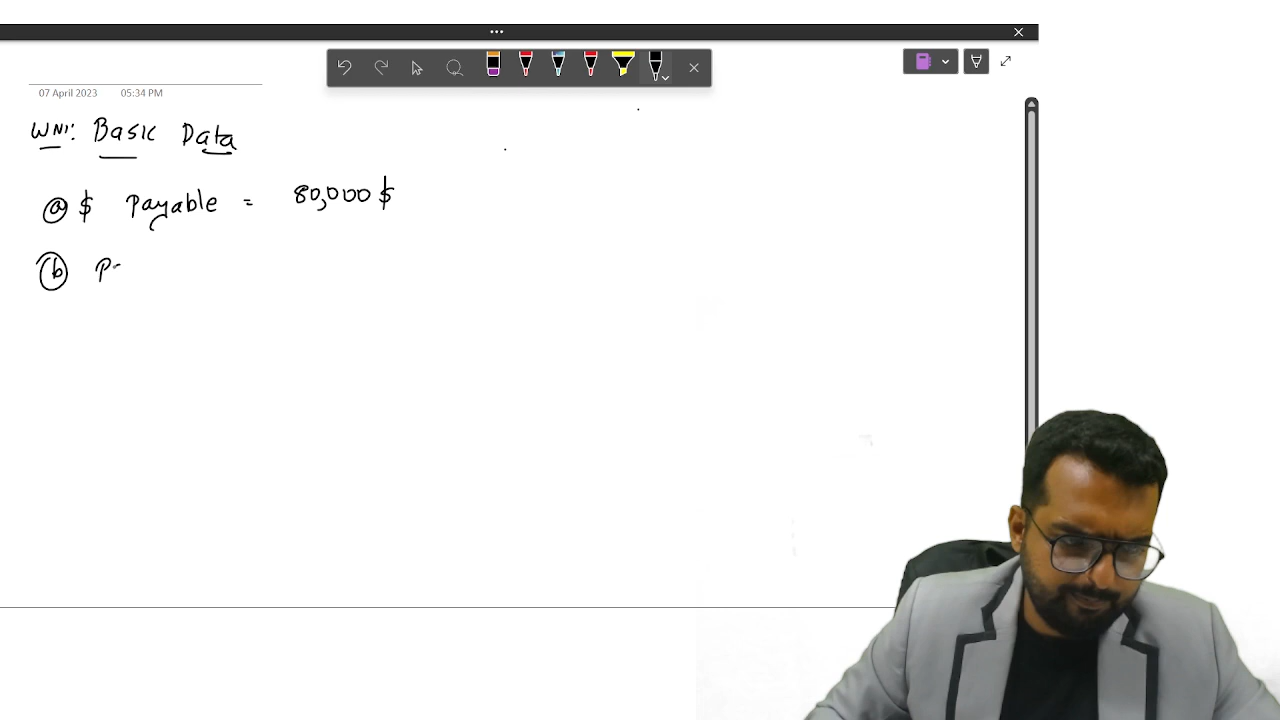 07 April 2023 05:34 PM
WN1: Basic Data
(a) $ Payable = 80,000 $
(b) P